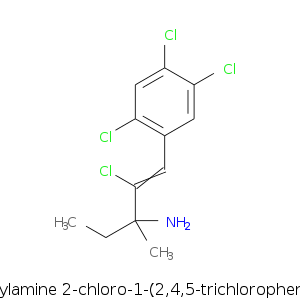 Cl
Cl
Cl
Cl
H₃C
NH₂
CH₃
ylamine 2-chloro-1-(2,4,5-trichlorophen